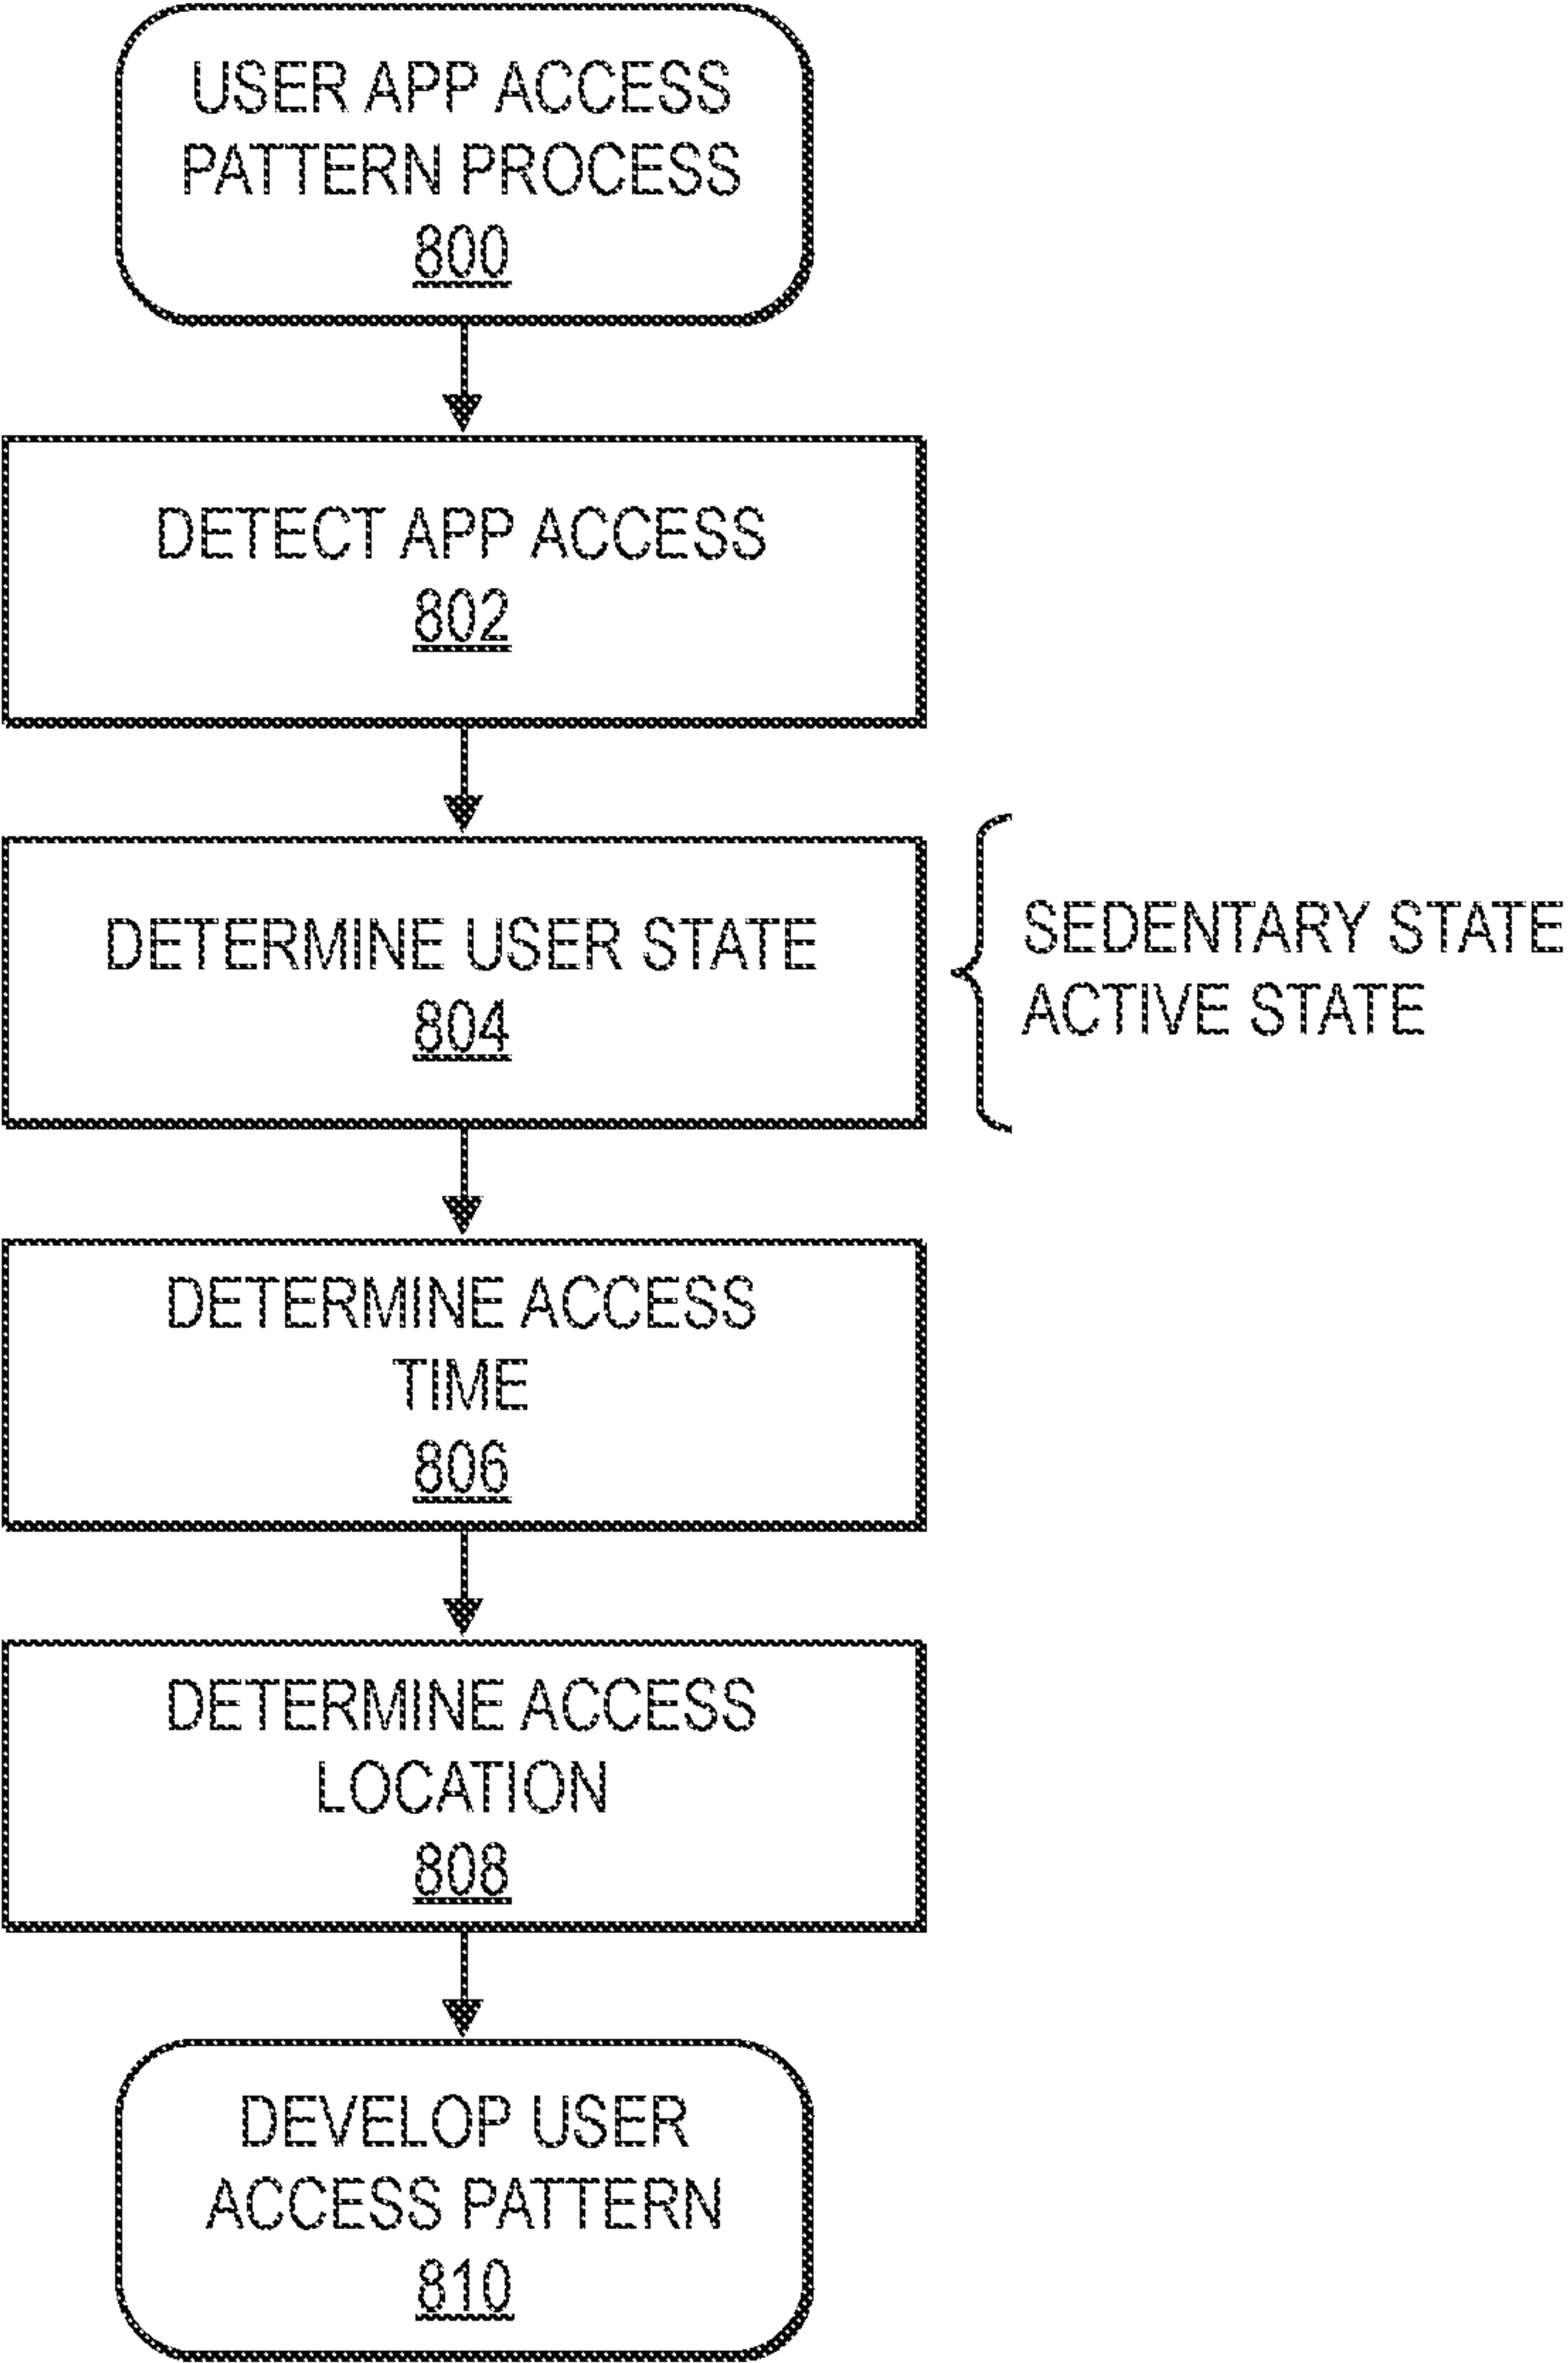 USER APP ACCESS
PATTERN PROCESS
800
DETECT APP ACCESS
802
DETERMINE USER STATE
804
SEDENTARY STATE
ACTIVE STATE
DETERMINE ACCESS
TIME
806
DETERMINE ACCESS
LOCATION
808
DEVELOP USER
ACCESS PATTERN
810